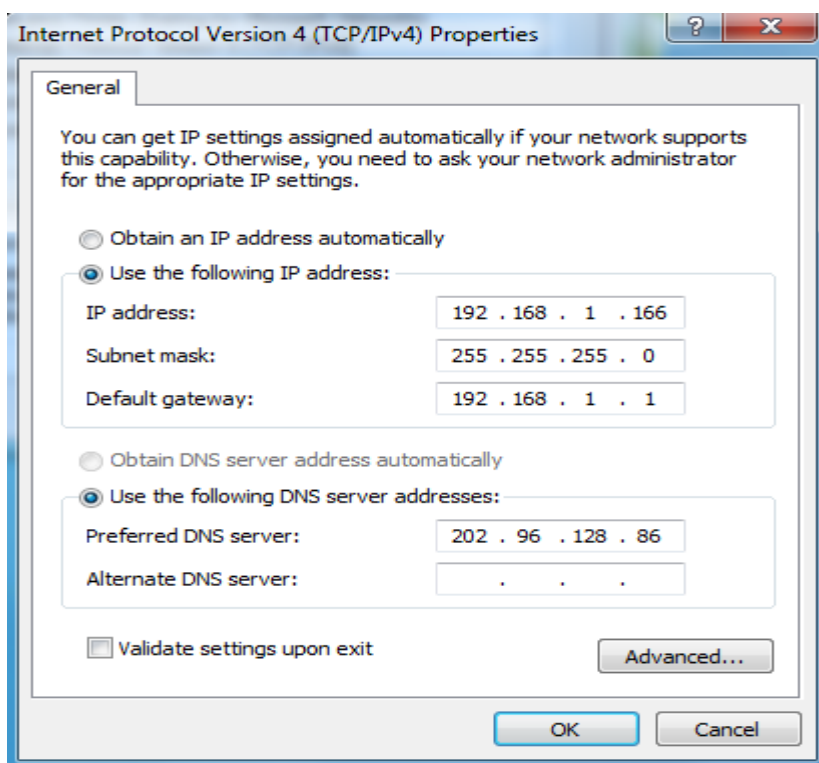 Internet Protocol Version 4 (TCP/IPv4) Properties
?
X
General
You can get IP settings assigned automatically if your network supports
this capability. Otherwise, you need to ask your network administrator
for the appropriate IP settings.
Obtain an IP address automatically
Use the following IP address:
IP address: 192 . 168 . 1 . 166
Subnet mask: 255 . 255 . 255 . 0
Default gateway: 192 . 168 . 1 . 1
Obtain DNS server address automatically
Use the following DNS server addresses:
Preferred DNS server: 202 . 96 . 128 . 86
Alternate DNS server: . . .
Validate settings upon exit
Advanced...
OK Cancel